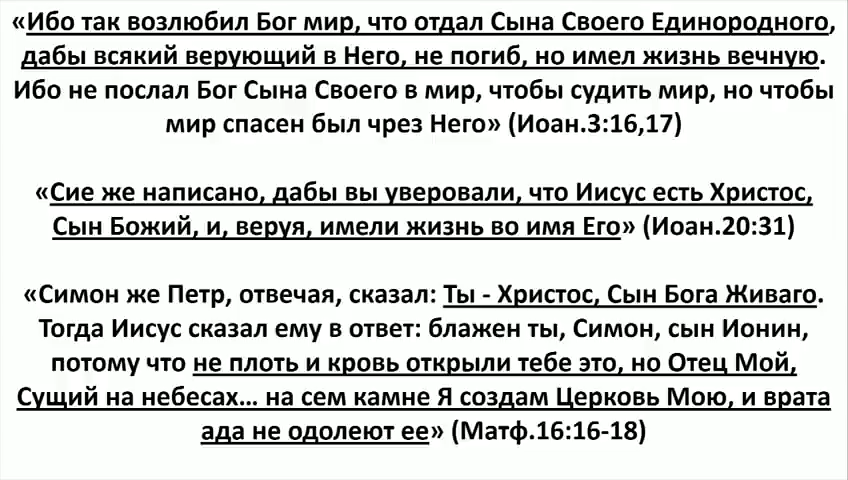 «Ибо так возлюбил Бог мир, что отдал Сына Своего Единородного,
дабы всякий верующий в Него, не погиб, но имел жизнь вечную.
Ибо не послал Бог Сына Своего в мир, чтобы судить мир, но чтобы
мир спасен был чрез Него» (Иоан.3:16,17)
«Сие же написано, дабы вы уверовали, что Иисус есть Христос,
Сын Божий, и, веруя, имели жизнь во имя Его» (Иоан.20:31)
«Симон же Петр, отвечая, сказал: Ты - Христос, Сын Бога Живаго.
Тогда Иисус сказал ему в ответ: блажен ты, Симон, сын Ионин,
потому что не плоть и кровь открыли тебе это, но Отец Мой,
Сущий на небесах... на сем камне Я создам Церковь Мою, и врата
ада не одолеют ее» (Матф.16:16-18)